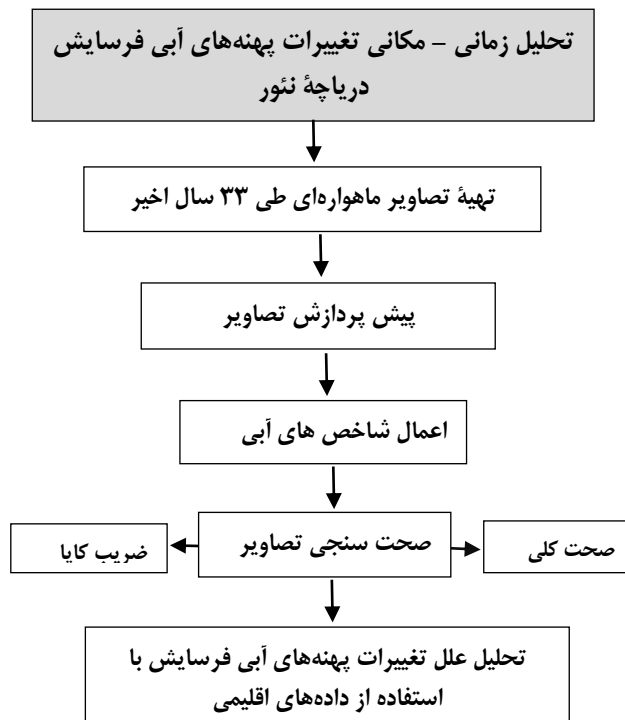 تحلیل زمانی – مکانی تغییرات پهنه‌های آبی فرسایش
دریاچهٔ نئور
تهیهٔ تصاویر ماهواره‌ای طی ۳۳ سال اخیر
پیش پردازش تصاویر
اعمال شاخص های آبی
صحت کلی
صحت سنجی تصاویر
ضریب کاپا
تحلیل علل تغییرات پهنه‌های آبی فرسایش با
استفاده از داده‌های اقلیمی